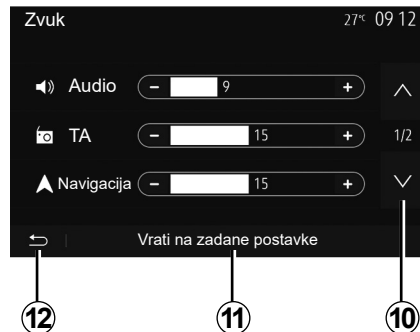 Zvuk 27°C 09 12
Audio - 9 +
TA - 15 + 1/2
Navigacija - 15 +
Vrati na zadane postavke
12 11 10